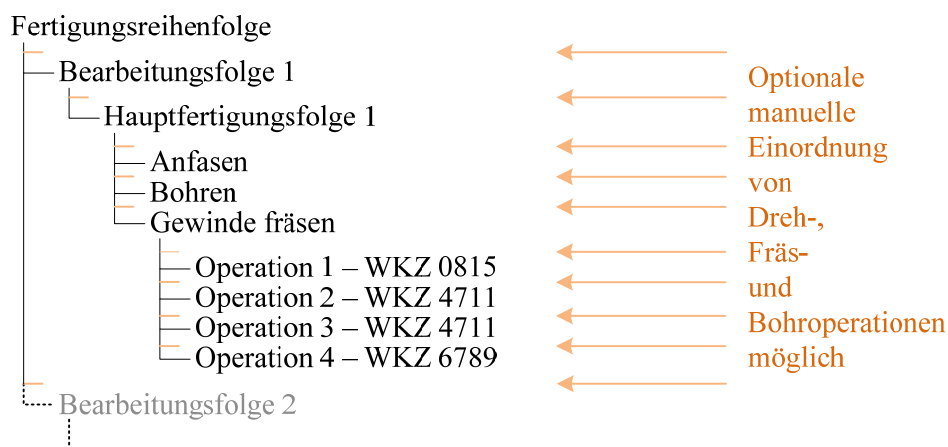 Fertigungsreihenfolge
Bearbeitungsfolge 1
Hauptfertigungsfolge 1
Anfasen
Bohren
Gewinde fräsen
Operation 1 – WKZ 0815
Operation 2 – WKZ 4711
Operation 3 – WKZ 4711
Operation 4 – WKZ 6789
Bearbeitungsfolge 2
Optionale
manuelle
Einordnung
von
Dreh-,
Fräs-
und
Bohroperationen
möglich